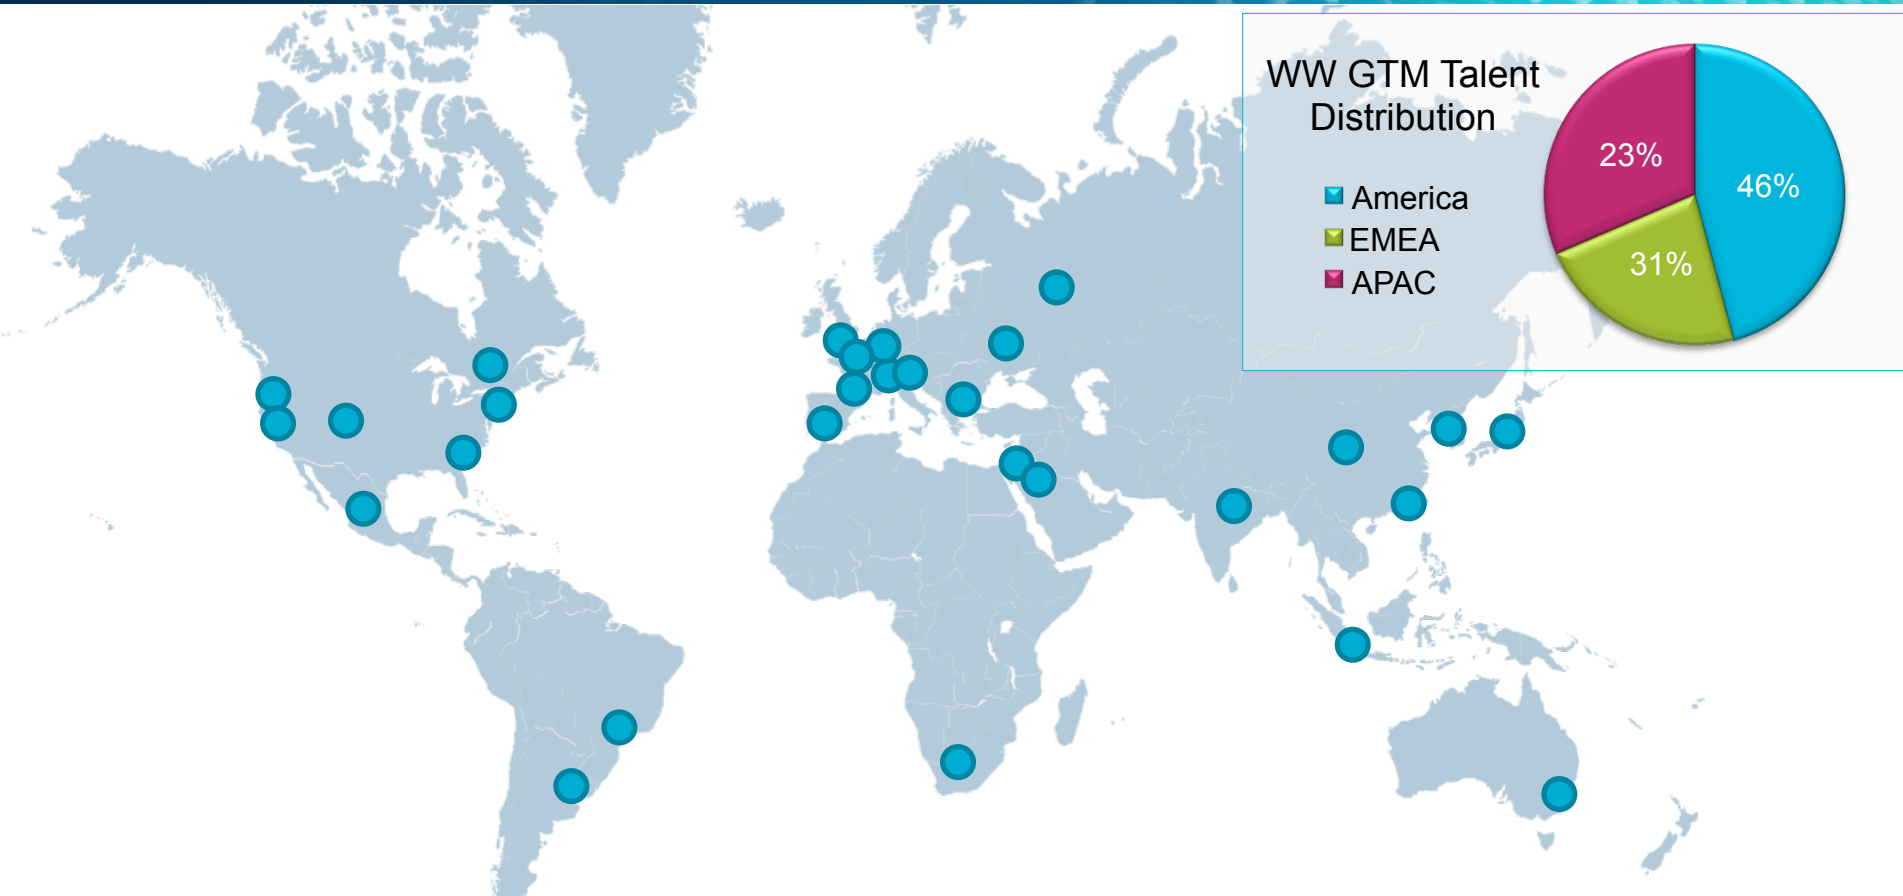 WW GTM Talent
Distribution
America
EMEA
APAC
23%
46%
31%